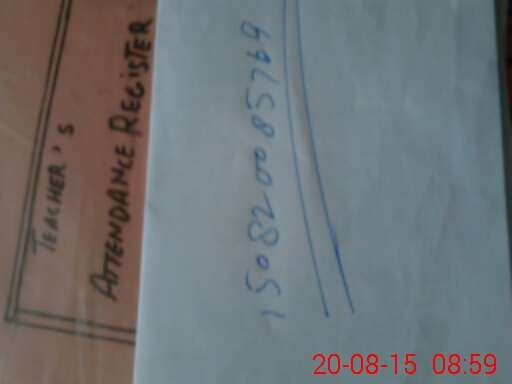 TEACHER'S
ATTENDANCE REGISTER
150820085769
20-08-15 08:59